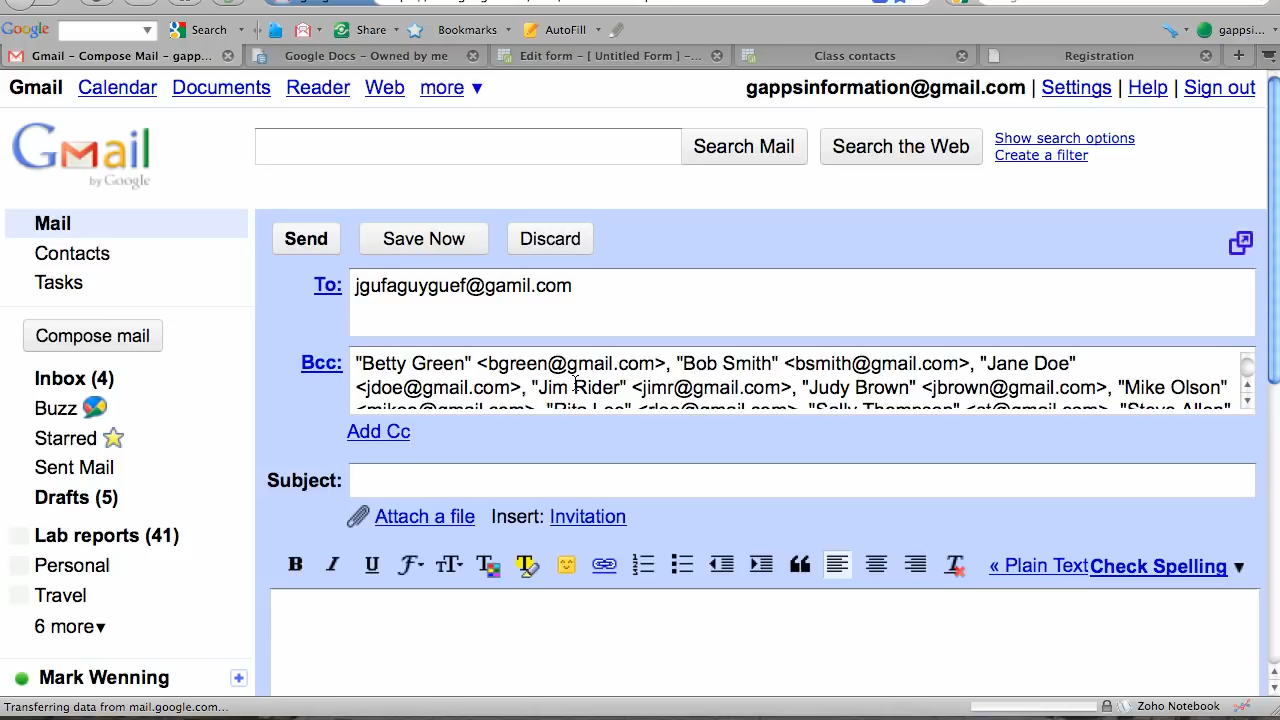 Google Search Share Bookmarks AutoFill gappsi...
Gmail – Compose Mail – gapp... Google Docs – Owned by me Edit form – [ Untitled Form ] –... Class contacts Registration
Gmail Calendar Documents Reader Web more ▼ gappsinformation@gmail.com | Settings | Help | Sign out
Gmail by Google
Search Mail Search the Web Show search options
Create a filter
Mail
Contacts
Tasks
Compose mail
Inbox (4)
Buzz
Starred
Sent Mail
Drafts (5)
Lab reports (41)
Personal
Travel
6 more▼
Mark Wenning
Send Save Now Discard
To: jgufaguyguef@gamil.com
Bcc: "Betty Green" <bgreen@gmail.com>, "Bob Smith" <bsmith@gmail.com>, "Jane Doe"
<jdoe@gmail.com>, "Jim Rider" <jimr@gmail.com>, "Judy Brown" <jbrown@gmail.com>, "Mike Olson"
Add Cc
Subject:
Attach a file Insert: Invitation
B I U « Plain Text Check Spelling ▼
Transferring data from mail.google.com... Zoho Notebook